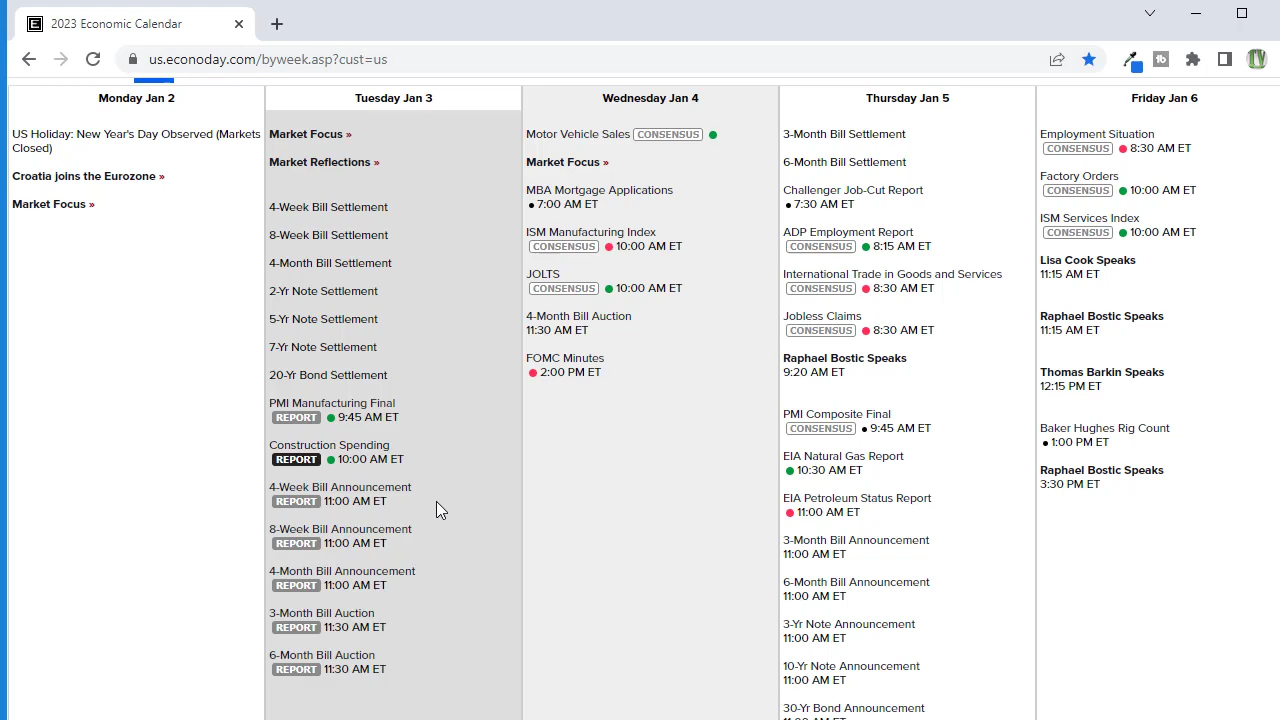 2023 Economic Calendar
us.econoday.com/byweek.asp?cust=us
Monday Jan 2
US Holiday: New Year's Day Observed (Markets
Closed)
Croatia joins the Eurozone »
Market Focus »
Tuesday Jan 3
Market Focus »
Market Reflections »
4-Week Bill Settlement
8-Week Bill Settlement
4-Month Bill Settlement
2-Yr Note Settlement
5-Yr Note Settlement
7-Yr Note Settlement
20-Yr Bond Settlement
PMI Manufacturing Final
REPORT 9:45 AM ET
Construction Spending
REPORT 10:00 AM ET
4-Week Bill Announcement
REPORT 11:00 AM ET
8-Week Bill Announcement
REPORT 11:00 AM ET
4-Month Bill Announcement
REPORT 11:00 AM ET
3-Month Bill Auction
REPORT 11:30 AM ET
6-Month Bill Auction
REPORT 11:30 AM ET
Wednesday Jan 4
Motor Vehicle Sales CONSENSUS
Market Focus »
MBA Mortgage Applications
7:00 AM ET
ISM Manufacturing Index
CONSENSUS 10:00 AM ET
JOLTS
CONSENSUS 10:00 AM ET
4-Month Bill Auction
11:30 AM ET
FOMC Minutes
2:00 PM ET
Thursday Jan 5
3-Month Bill Settlement
6-Month Bill Settlement
Challenger Job-Cut Report
7:30 AM ET
ADP Employment Report
CONSENSUS 8:15 AM ET
International Trade in Goods and Services
CONSENSUS 8:30 AM ET
Jobless Claims
CONSENSUS 8:30 AM ET
Raphael Bostic Speaks
9:20 AM ET
PMI Composite Final
CONSENSUS 9:45 AM ET
EIA Natural Gas Report
10:30 AM ET
EIA Petroleum Status Report
11:00 AM ET
3-Month Bill Announcement
11:00 AM ET
6-Month Bill Announcement
11:00 AM ET
3-Yr Note Announcement
11:00 AM ET
10-Yr Note Announcement
11:00 AM ET
30-Yr Bond Announcement
11:00 AM ET
Friday Jan 6
Employment Situation
CONSENSUS 8:30 AM ET
Factory Orders
CONSENSUS 10:00 AM ET
ISM Services Index
CONSENSUS 10:00 AM ET
Lisa Cook Speaks
11:15 AM ET
Raphael Bostic Speaks
11:15 AM ET
Thomas Barkin Speaks
12:15 PM ET
Baker Hughes Rig Count
1:00 PM ET
Raphael Bostic Speaks
3:30 PM ET